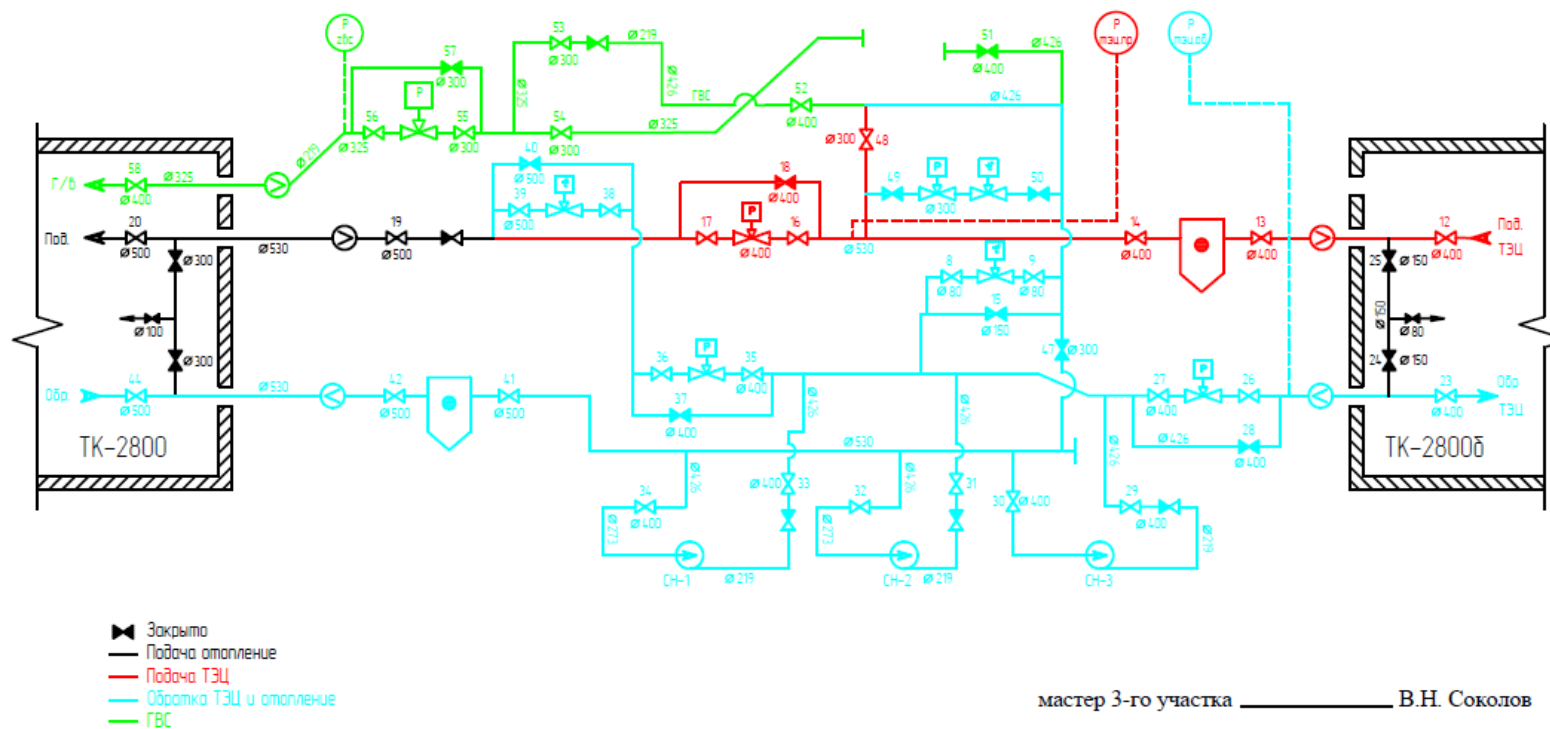 P
гвс
57
Ø300
53
Ø219
Ø300
Ø426
51
Ø400
Ø426
P
тэц.пр.
P
тэц.об.
P
56
Ø325
55
Ø300
Ø325
54
Ø300
ГВС
Ø325
52
Ø400
Ø426
Ø300
48
Ø219
Г/в
58
Ø400
Ø325
40
Ø500
39
Ø500
38
18
Ø400
49
P
Ø300
50
Под.
20
Ø500
Ø530
19
Ø500
17
P
Ø400
16
Ø530
14
Ø400
13
Ø400
12
Ø400
Под.
ТЭЦ
Ø300
Ø100
Ø300
8
Ø80
9
Ø80
15
Ø150
47
Ø300
25
Ø150
Ø150
Ø80
24
Ø150
36
P
35
Ø400
37
Ø400
27
Ø400
P
26
28
Ø426
Ø400
23
Ø400
Обр
ТЭЦ
Обр.
44
Ø500
Ø530
42
Ø500
41
Ø500
ТК-2800
ТК-2800б
Ø426
Ø426
Ø530
Ø426
Ø426
Ø426
34
Ø400
Ø400
33
32
31
30
Ø400
29
Ø400
Ø273
СН-1
Ø219
Ø273
СН-2
Ø219
СН-3
Ø219
Закрыто
Подача отопление
Подача ТЭЦ
Обратка ТЭЦ и отопление
ГВС
мастер 3-го участка В.Н. Соколов